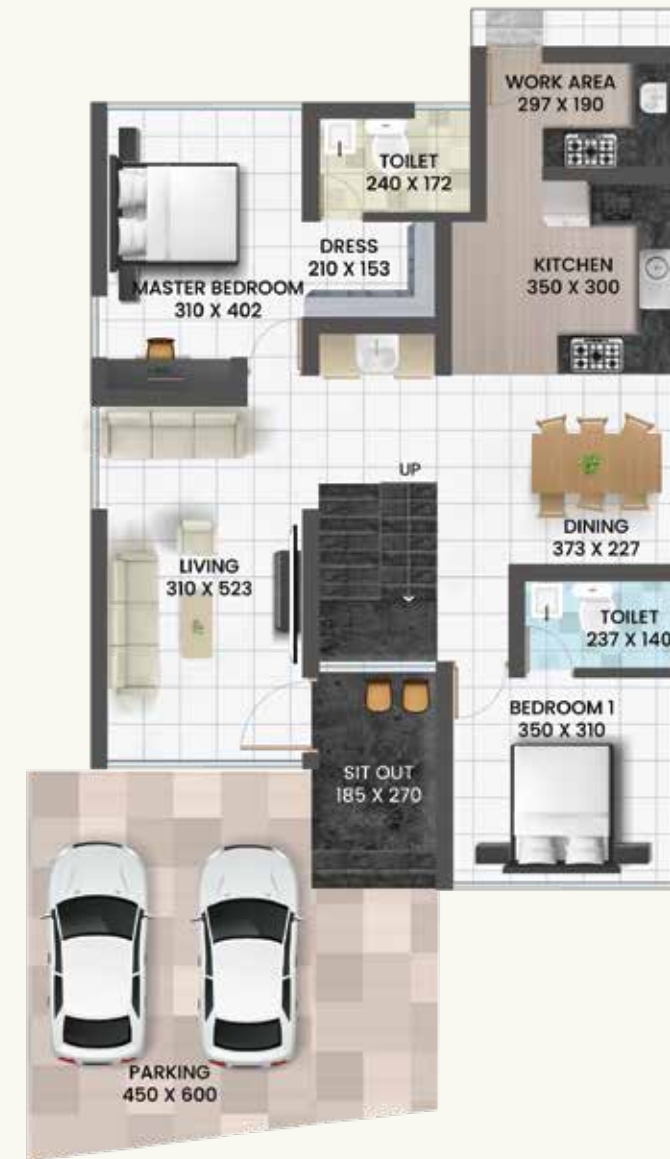 WORK AREA
297 X 190
TOILET
240 X 172
DRESS
210 X 153
KITCHEN
350 X 300
MASTER BEDROOM
310 X 402
UP
DINING
373 X 227
LIVING
310 X 523
TOILET
237 X 140
BEDROOM 1
350 X 310
SIT OUT
185 X 270
PARKING
450 X 600